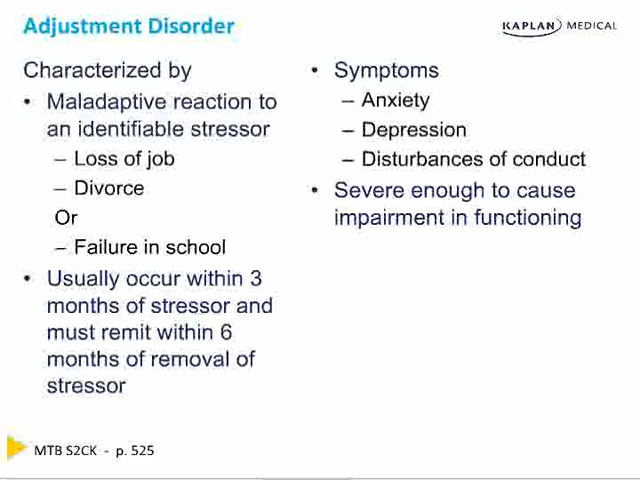 Adjustment Disorder
KAPLAN MEDICAL
Characterized by
• Maladaptive reaction to
an identifiable stressor
– Loss of job
– Divorce
Or
– Failure in school
• Usually occur within 3
months of stressor and
must remit within 6
months of removal of
stressor
• Symptoms
– Anxiety
– Depression
– Disturbances of conduct
• Severe enough to cause
impairment in functioning
MTB S2CK - p. 525